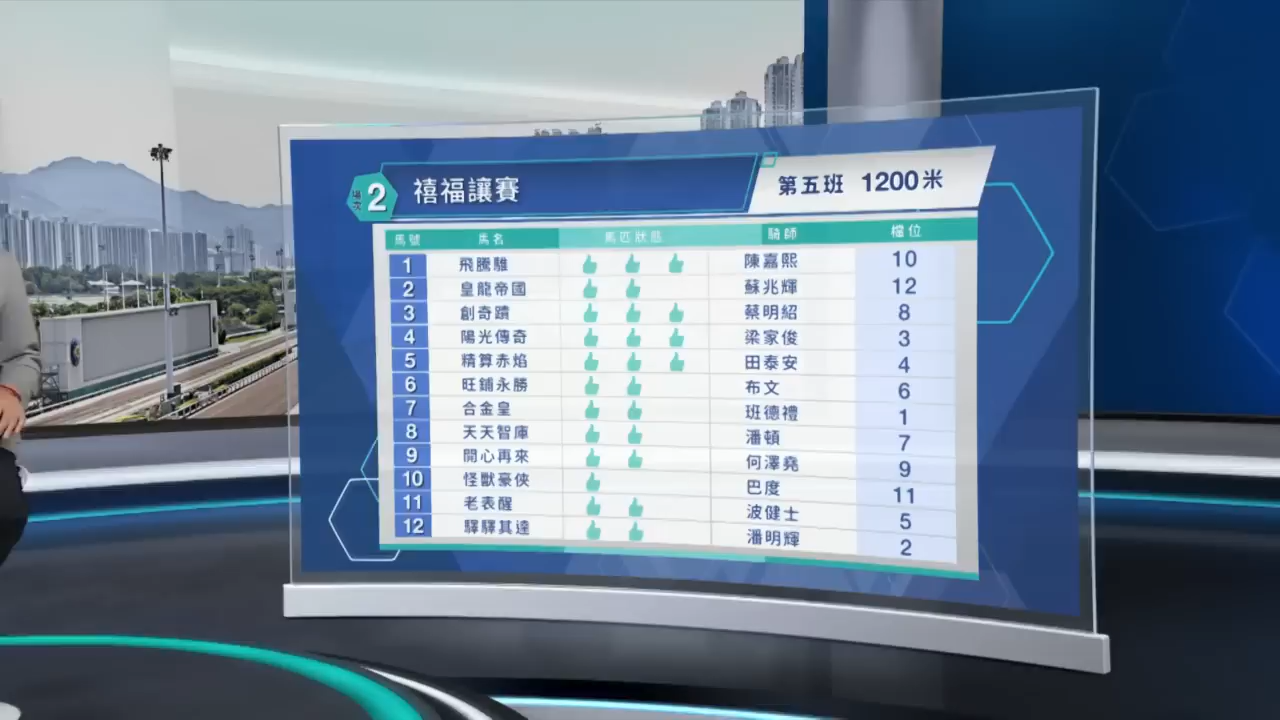 場次 2 禧福讓賽 第五班 1200米
馬號 馬名 馬匹狀態 騎師 檔位
1 飛騰騅 陳嘉熙 10
2 皇龍帝國 蘇兆輝 12
3 創奇蹟 蔡明紹 8
4 陽光傳奇 梁家俊 3
5 精算赤焰 田泰安 4
6 旺鋪永勝 布文 6
7 合金皇 班德禮 1
8 天天智庫 潘頓 7
9 開心再來 何澤堯 9
10 怪獸豪俠 巴度 11
11 老表醒 波健士 5
12 驛驛其達 潘明輝 2